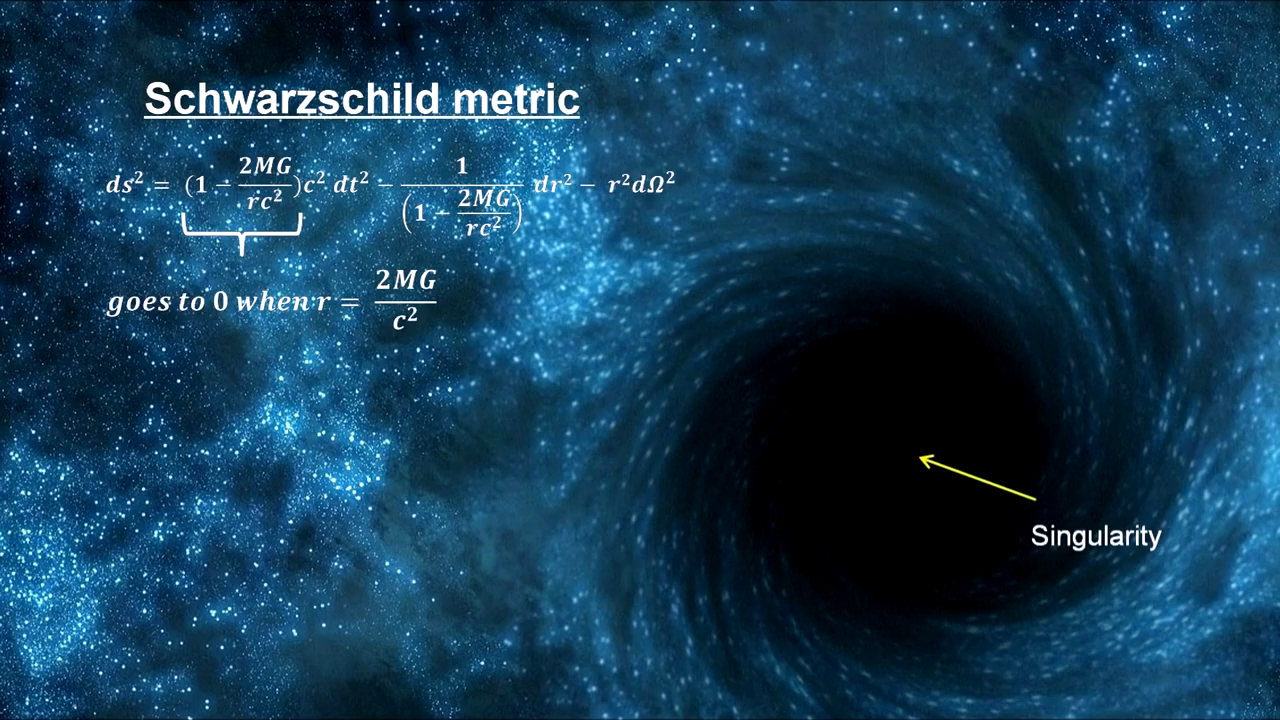 Schwarzschild metric
ds² = (1 - 2MG/rc²)c² dt² - 1/(1 - 2MG/rc²) dr² - r²dΩ²
goes to 0 when r = 2MG/c²
Singularity